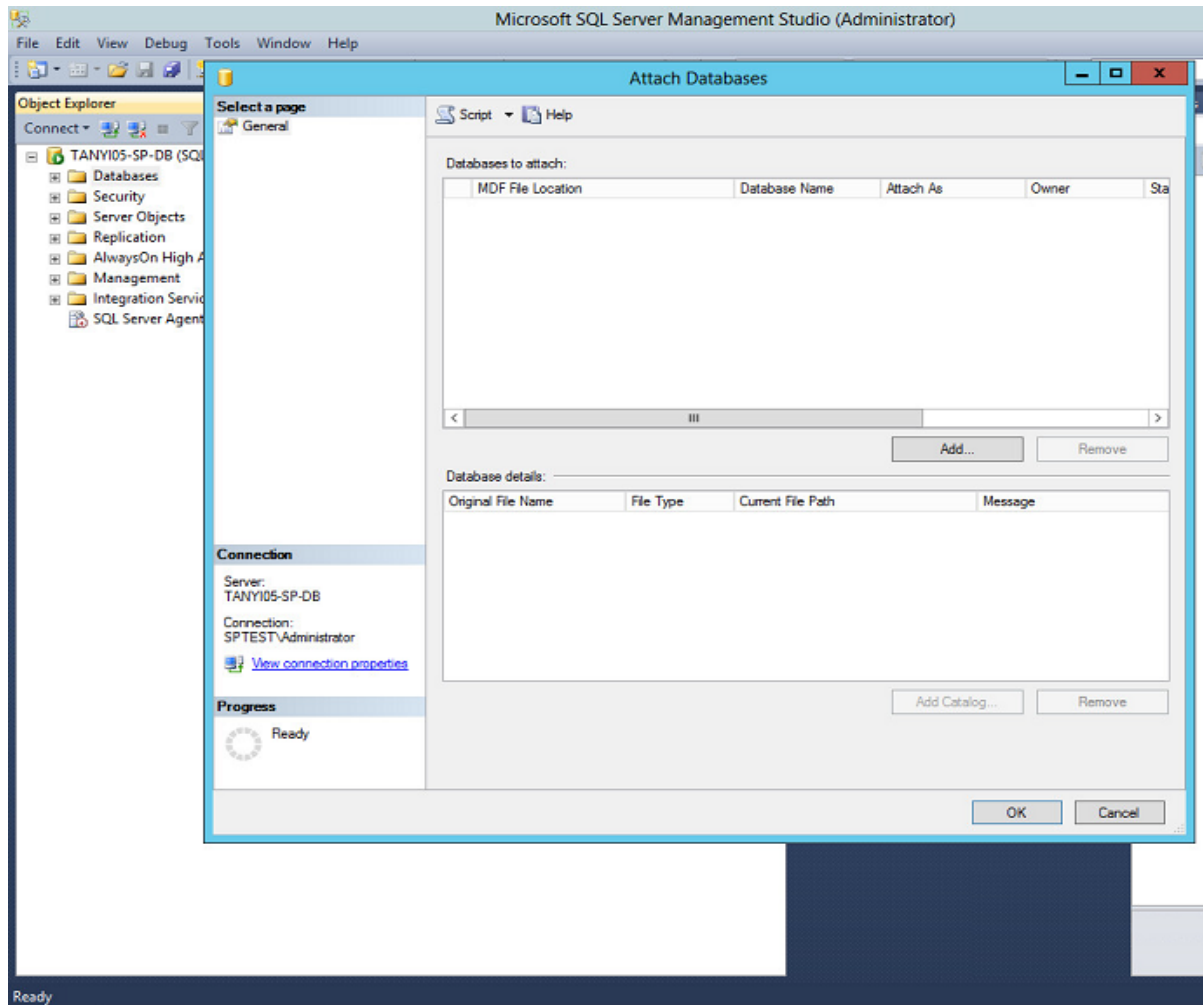 Microsoft SQL Server Management Studio (Administrator)
File Edit View Debug Tools Window Help
Attach Databases
Object Explorer
Connect
TANYI05-SP-DB (SQL
Databases
Security
Server Objects
Replication
AlwaysOn High A
Management
Integration Servic
SQL Server Agent
Select a page
General
Script Help
Databases to attach:
MDF File Location Database Name Attach As Owner Sta
Add... Remove
Database details:
Original File Name File Type Current File Path Message
Connection
Server:
TANYI05-SP-DB
Connection:
SPTEST\Administrator
View connection properties
Progress
Ready
Add Catalog... Remove
OK Cancel
Ready